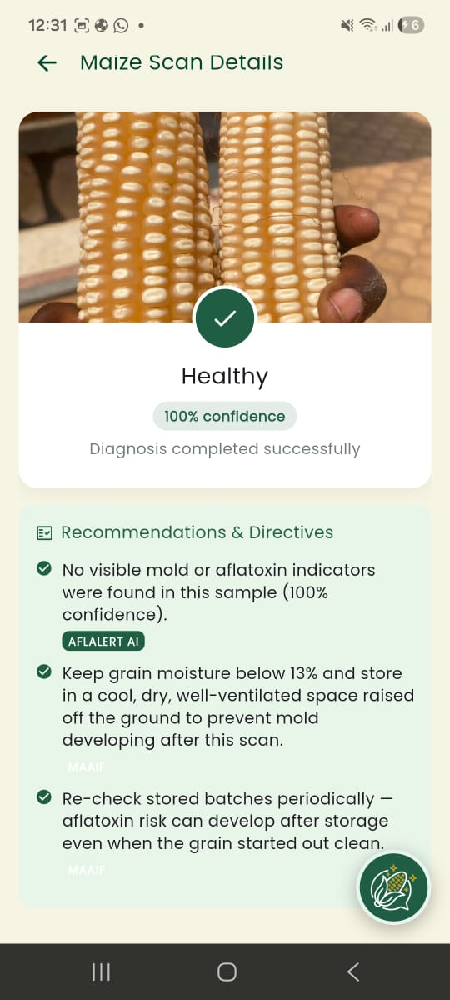 12:31
6
Maize Scan Details
Healthy
100% confidence
Diagnosis completed successfully
Recommendations & Directives
No visible mold or aflatoxin indicators
were found in this sample (100%
confidence).
AFLALERT AI
Keep grain moisture below 13% and store
in a cool, dry, well-ventilated space raised
off the ground to prevent mold
developing after this scan.
MAAIF
Re-check stored batches periodically —
aflatoxin risk can develop after storage
even when the grain started out clean.
MAAIF